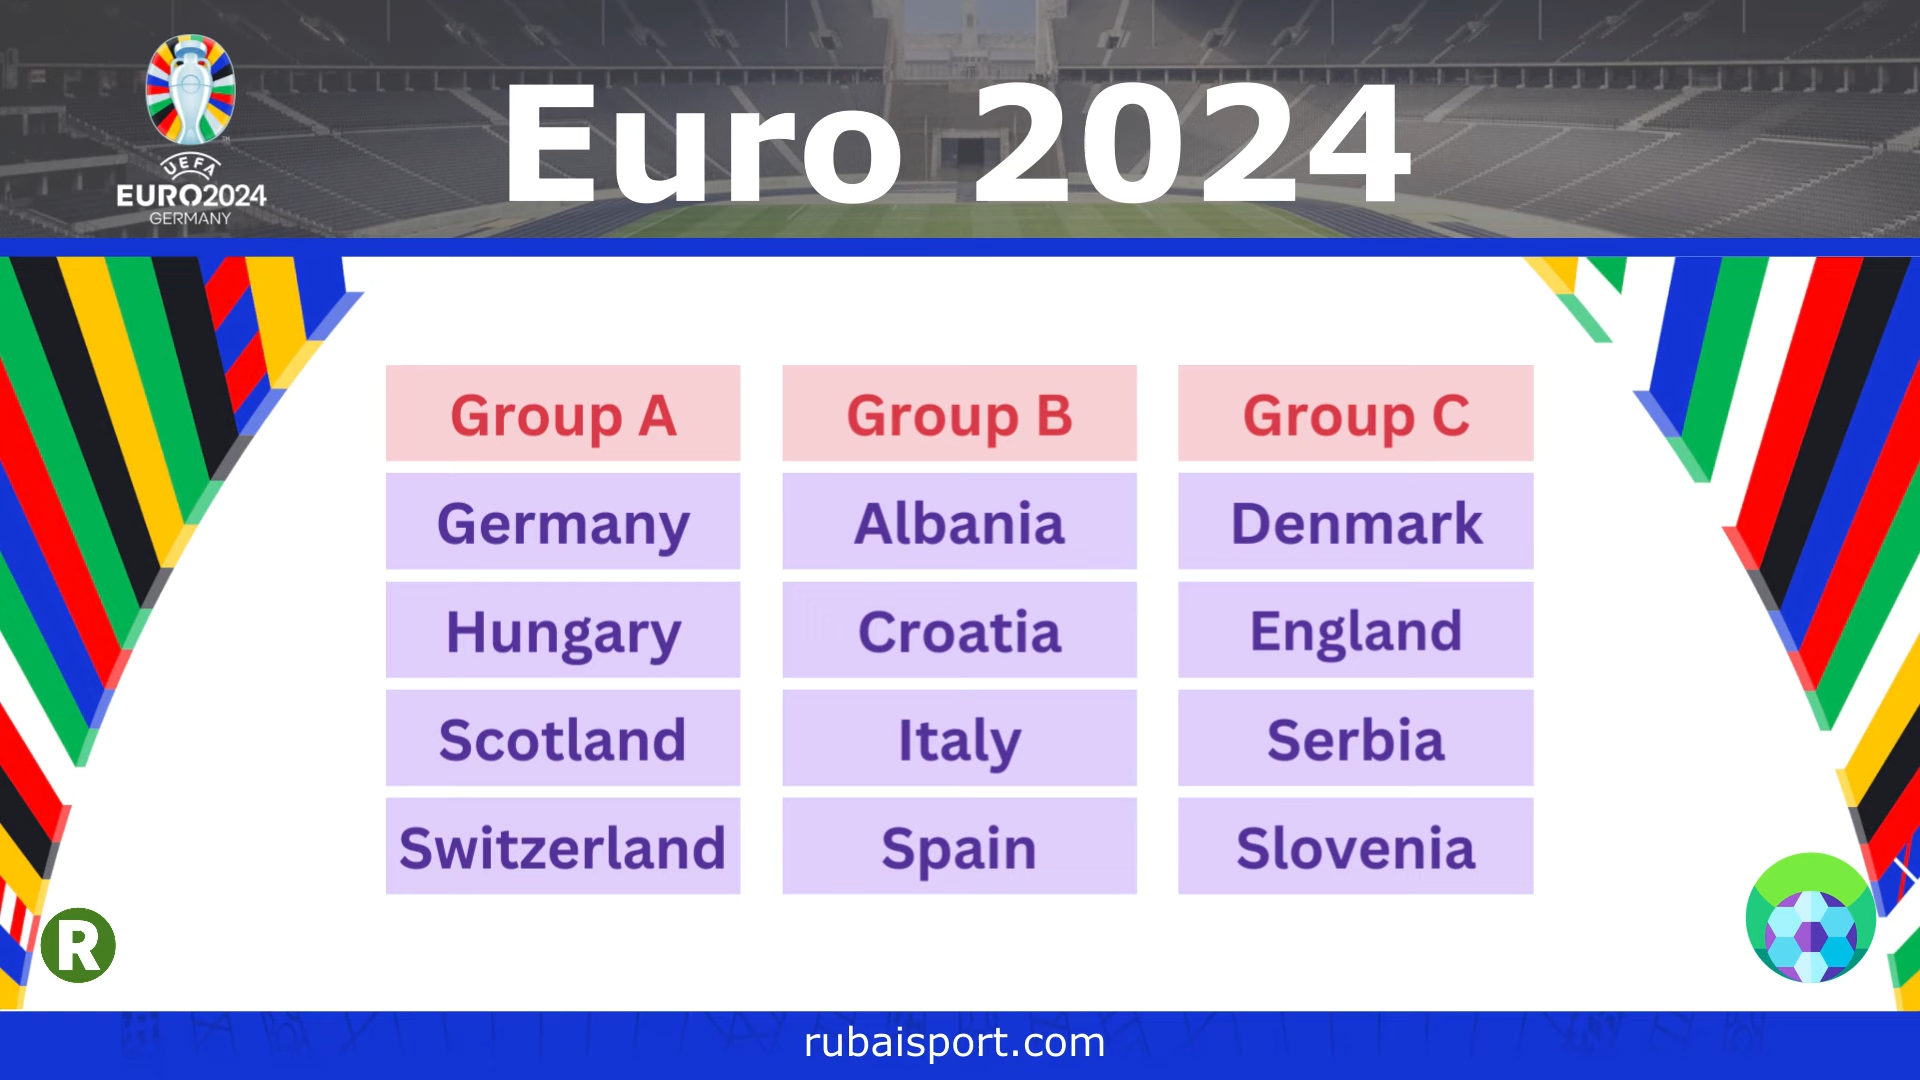 UEFA
EURO2024
GERMANY
Euro 2024
Group A
Group B
Group C
Germany
Albania
Denmark
Hungary
Croatia
England
Scotland
Italy
Serbia
Switzerland
Spain
Slovenia
R
rubaisport.com